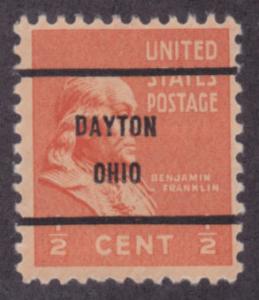 UNITED
STATES
POSTAGE
DAYTON
OHIO
BENJAMIN
FRANKLIN
1/2 CENT 1/2